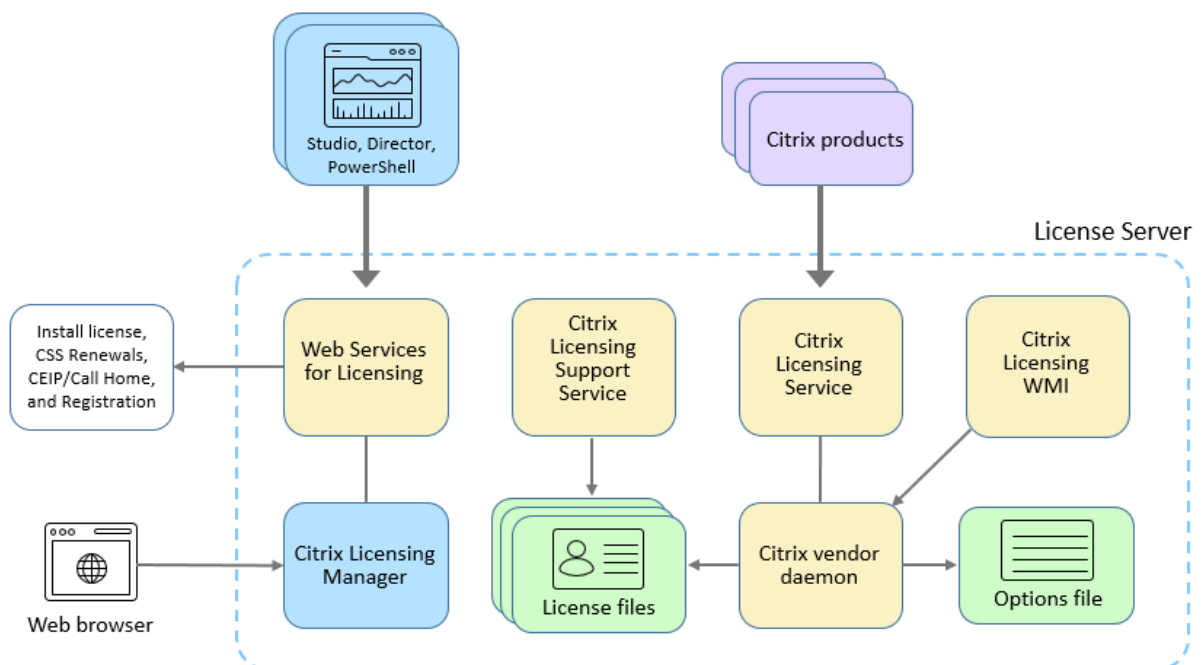 Studio, Director,
PowerShell
Citrix products
License Server
Install license,
CSS Renewals,
CEIP/Call Home,
and Registration
Web Services
for Licensing
Citrix
Licensing
Support
Service
Citrix
Licensing
Service
Citrix
Licensing
WMI
Web browser
Citrix Licensing
Manager
License files
Citrix vendor
daemon
Options file